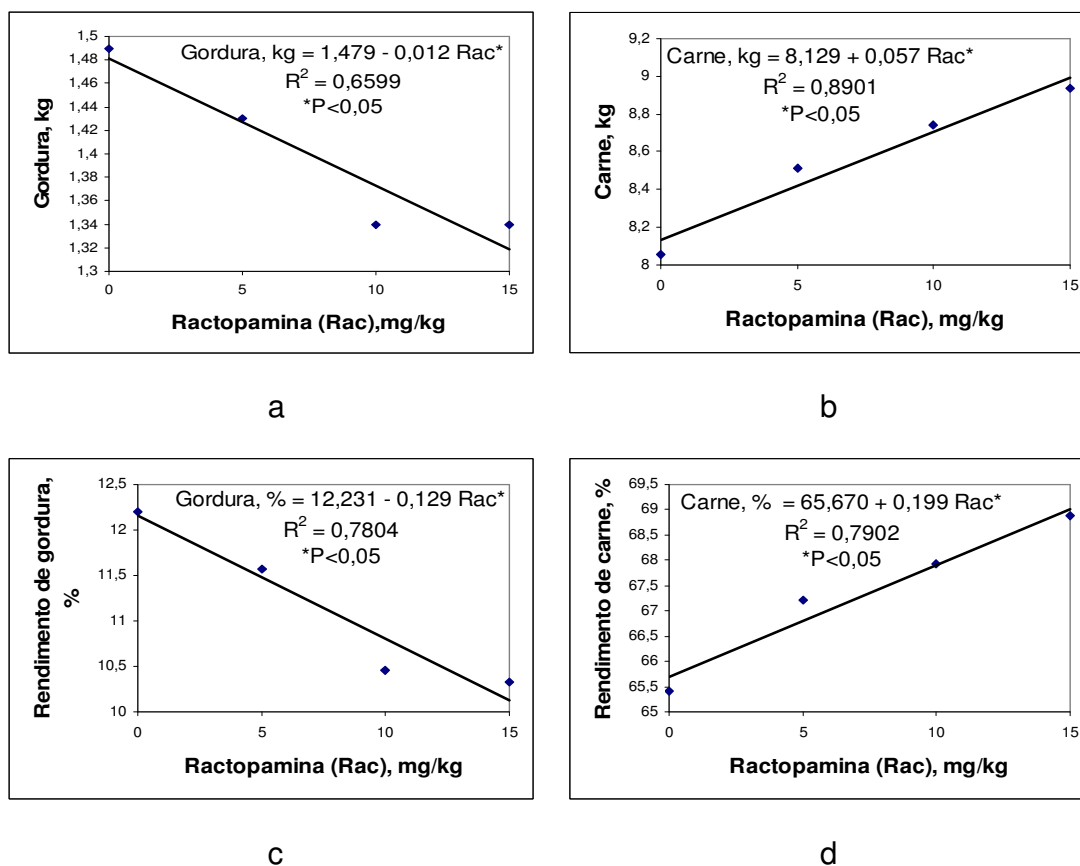 Gordura, kg = 1,479 - 0,012 Rac*
R² = 0,6599
*P<0,05
1,5
1,48
1,46
1,44
1,42
1,4
1,38
1,36
1,34
1,32
1,3
Gordura, kg
0 5 10 15
Ractopamina (Rac),mg/kg
a
Carne, kg = 8,129 + 0,057 Rac*
R² = 0,8901
*P<0,05
9,2
9
8,8
8,6
8,4
8,2
8
Carne, kg
0 5 10 15
Ractopamina (Rac), mg/kg
b
Gordura, % = 12,231 - 0,129 Rac*
R² = 0,7804
*P<0,05
12,5
12
11,5
11
10,5
10
Rendimento de gordura,
%
0 5 10 15
Ractopamina (Rac), mg/kg
c
Carne, % = 65,670 + 0,199 Rac*
R² = 0,7902
*P<0,05
69,5
69
68,5
68
67,5
67
66,5
66
65,5
65
Rendimento de carne, %
0 5 10 15
Ractopamina (Rac), mg/kg
d